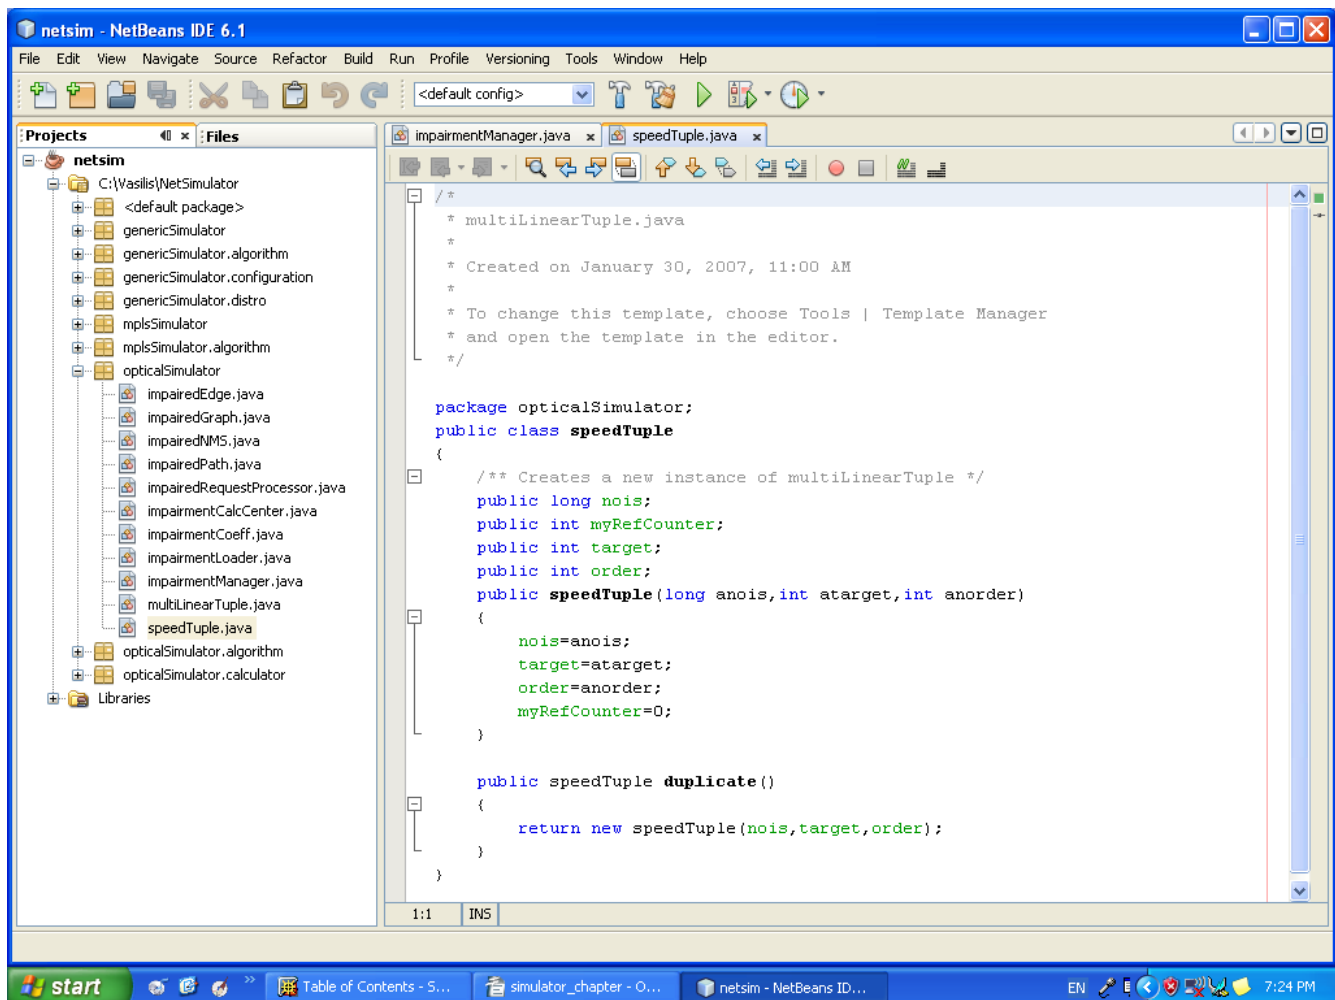 netsim - NetBeans IDE 6.1
File Edit View Navigate Source Refactor Build Run Profile Versioning Tools Window Help
<default config>
Projects
Files
netsim
C:\Vasilis\NetSimulator
<default package>
genericSimulator
genericSimulator.algorithm
genericSimulator.configuration
genericSimulator.distro
mplsSimulator
mplsSimulator.algorithm
opticalSimulator
impairedEdge.java
impairedGraph.java
impairedNMS.java
impairedPath.java
impairedRequestProcessor.java
impairmentCalcCenter.java
impairmentCoeff.java
impairmentLoader.java
impairmentManager.java
multiLinearTuple.java
speedTuple.java
opticalSimulator.algorithm
opticalSimulator.calculator
Libraries
impairmentManager.java x speedTuple.java x
/*
 * multiLinearTuple.java
 *
 * Created on January 30, 2007, 11:00 AM
 *
 * To change this template, choose Tools | Template Manager
 * and open the template in the editor.
 */
package opticalSimulator;
public class speedTuple
{
    /** Creates a new instance of multiLinearTuple */
    public long nois;
    public int myRefCounter;
    public int target;
    public int order;
    public speedTuple(long anois,int atarget,int anorder)
    {
        nois=anois;
        target=atarget;
        order=anorder;
        myRefCounter=0;
    }
    public speedTuple duplicate()
    {
        return new speedTuple(nois,target,order);
    }
}
1:1 INS
start
Table of Contents - S...
simulator_chapter - O...
netsim - NetBeans ID...
EN
7:24 PM